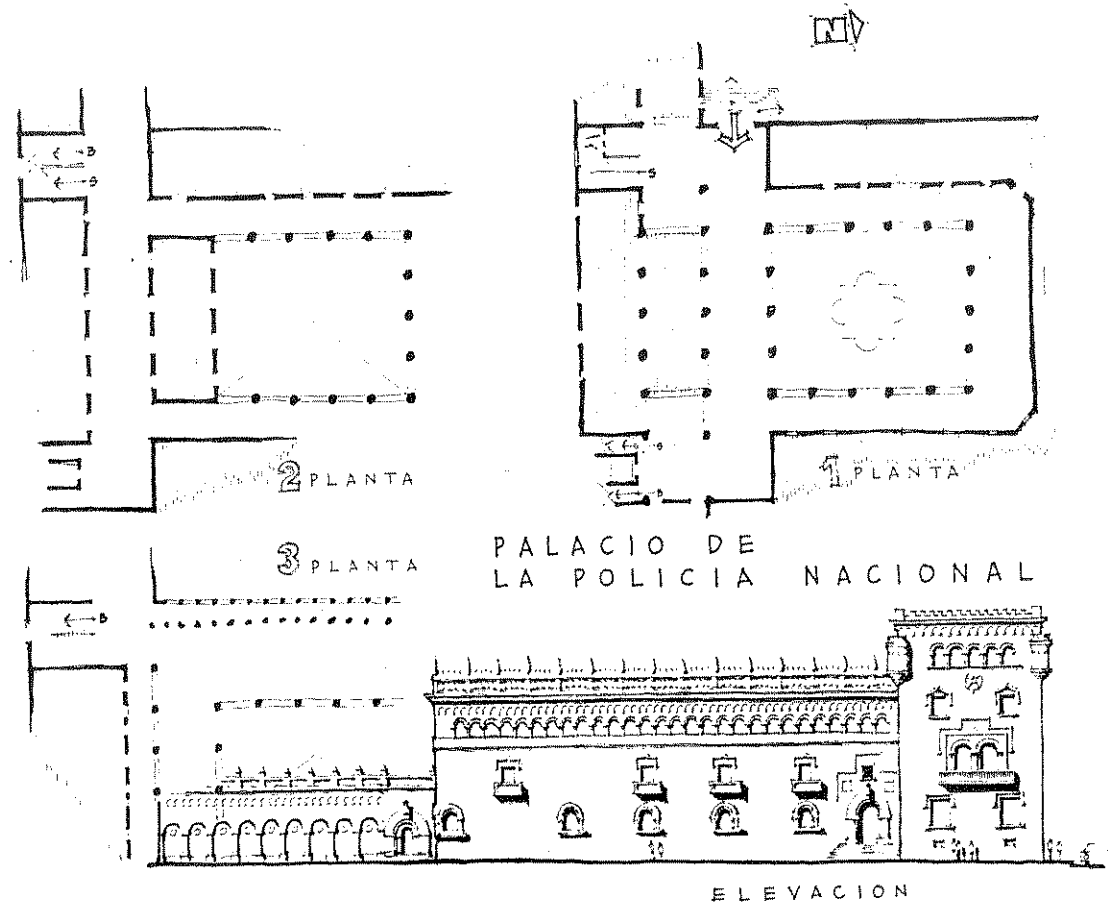 N
2 PLANTA
1 PLANTA
3 PLANTA
PALACIO DE
LA POLICIA NACIONAL
ELEVACION